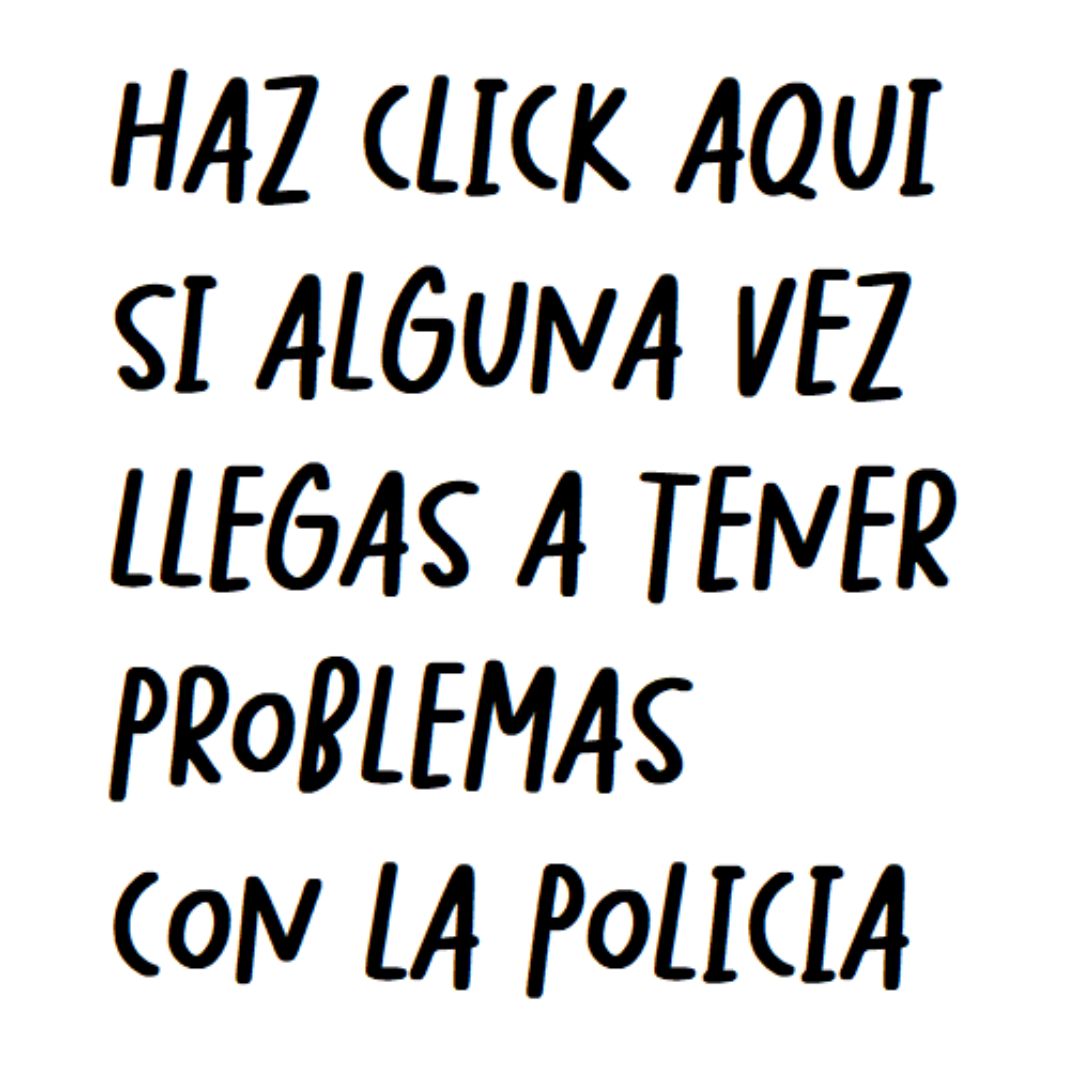 HAZ CLICK AQUI
SI ALGUNA VEZ
LLEGAS A TENER
PROBLEMAS
CON LA POLICIA